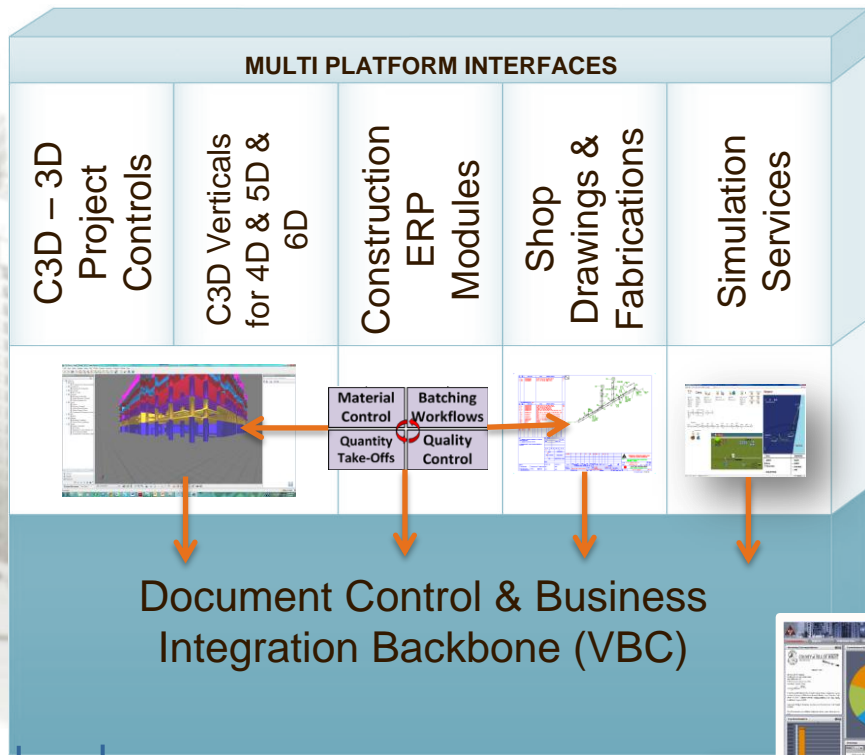 MULTI PLATFORM INTERFACES
C3D – 3D
Project
Controls
C3D Verticals
for 4D & 5D &
6D
Construction
ERP
Modules
Shop
Drawings &
Fabrications
Simulation
Services
Material
Control
Batching
Workflows
Quantity
Take-Offs
Quality
Control
Document Control & Business
Integration Backbone (VBC)